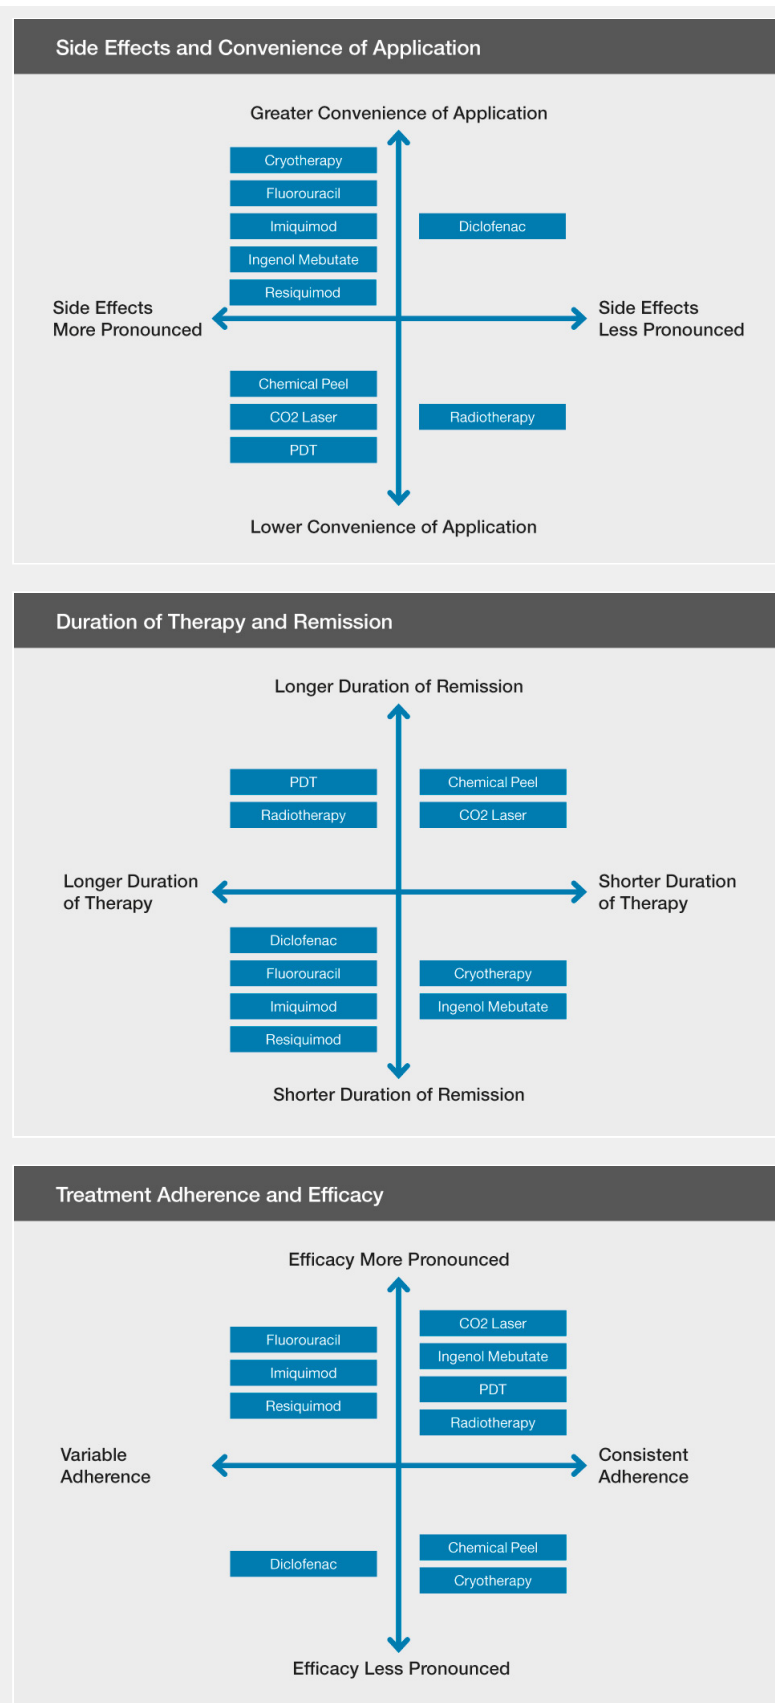 Side Effects and Convenience of Application
Greater Convenience of Application
Cryotherapy
Fluorouracil
Imiquimod
Diclofenac
Ingenol Mebutate
Resiquimod
Side Effects
More Pronounced
Side Effects
Less Pronounced
Chemical Peel
CO2 Laser
Radiotherapy
PDT
Lower Convenience of Application
Duration of Therapy and Remission
Longer Duration of Remission
PDT
Chemical Peel
Radiotherapy
CO2 Laser
Longer Duration
of Therapy
Shorter Duration
of Therapy
Diclofenac
Fluorouracil
Cryotherapy
Imiquimod
Ingenol Mebutate
Resiquimod
Shorter Duration of Remission
Treatment Adherence and Efficacy
Efficacy More Pronounced
Fluorouracil
Imiquimod
Resiquimod
CO2 Laser
Ingenol Mebutate
PDT
Radiotherapy
Variable
Adherence
Consistent
Adherence
Diclofenac
Chemical Peel
Cryotherapy
Efficacy Less Pronounced